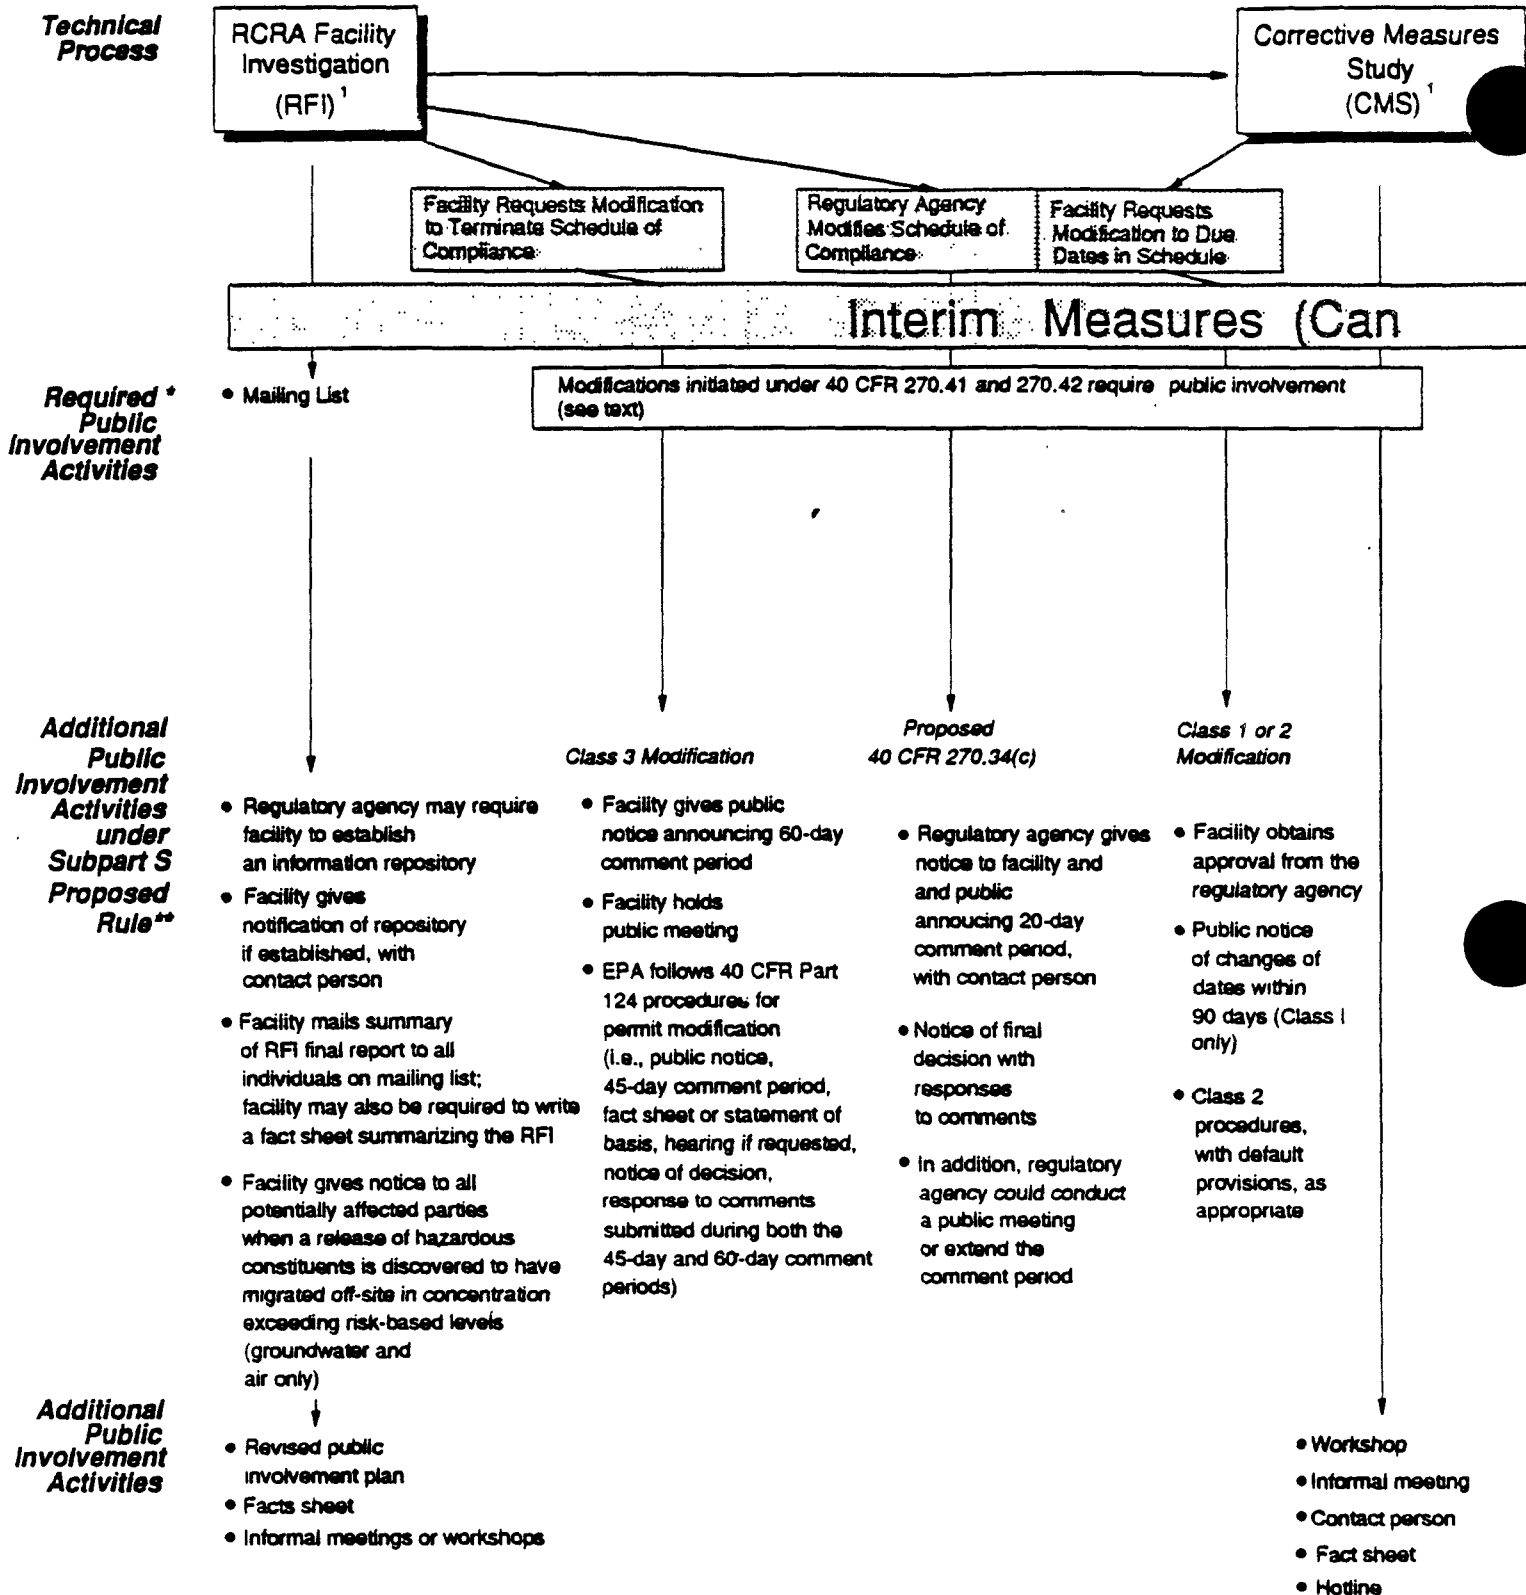 Technical
Process
RCRA Facility
Investigation
(RFI) 1
Corrective Measures
Study
(CMS) 1
Facility Requests Modification
to Terminate Schedule of
Compliance
Regulatory Agency
Modifies Schedule of
Compliance
Facility Requests
Modification to Due
Dates in Schedule
Interim Measures (Can
Required *
Public
Involvement
Activities
• Mailing List
Modifications initiated under 40 CFR 270.41 and 270.42 require public involvement
(see text)
Additional
Public
Involvement
Activities
under
Subpart S
Proposed
Rule**
• Regulatory agency may require
facility to establish
an information repository
• Facility gives
notification of repository
if established, with
contact person
• Facility mails summary
of RFI final report to all
individuals on mailing list;
facility may also be required to write
a fact sheet summarizing the RFI
• Facility gives notice to all
potentially affected parties
when a release of hazardous
constituents is discovered to have
migrated off-site in concentration
exceeding risk-based levels
(groundwater and
air only)
Class 3 Modification
• Facility gives public
notice announcing 60-day
comment period
• Facility holds
public meeting
• EPA follows 40 CFR Part
124 procedures for
permit modification
(i.e., public notice,
45-day comment period,
fact sheet or statement of
basis, hearing if requested,
notice of decision,
response to comments
submitted during both the
45-day and 60-day comment
periods)
Proposed
40 CFR 270.34(c)
• Regulatory agency gives
notice to facility and
and public
annoucing 20-day
comment period,
with contact person
• Notice of final
decision with
responses
to comments
• In addition, regulatory
agency could conduct
a public meeting
or extend the
comment period
Class 1 or 2
Modification
• Facility obtains
approval from the
regulatory agency
• Public notice
of changes of
dates within
90 days (Class I
only)
• Class 2
procedures,
with default
provisions, as
appropriate
Additional
Public
Involvement
Activities
• Revised public
involvement plan
• Facts sheet
• Informal meetings or workshops
• Workshop
• Informal meeting
• Contact person
• Fact sheet
• Hotline